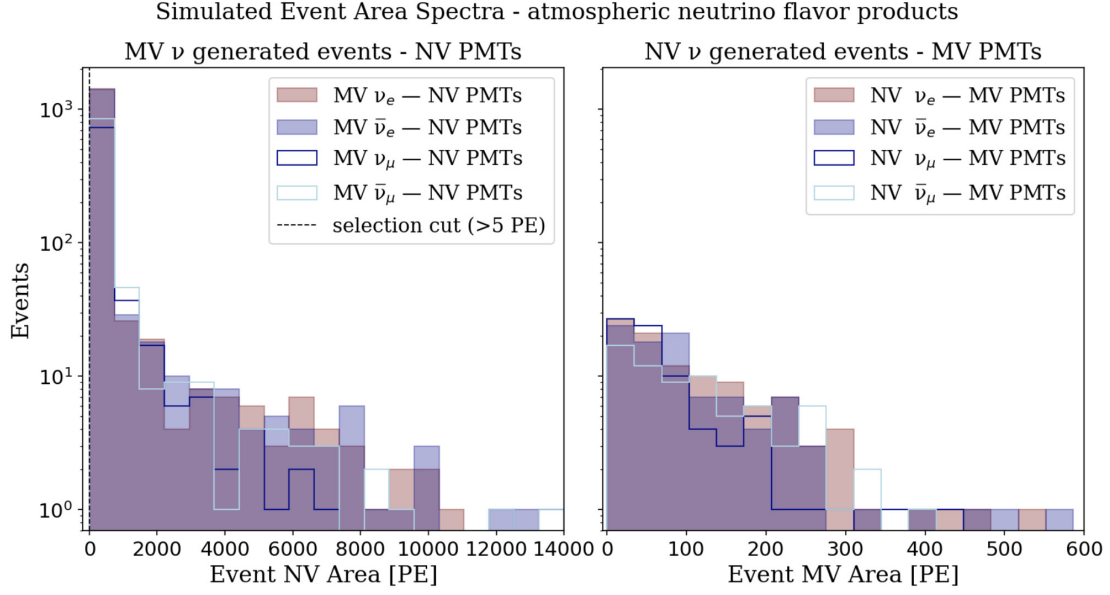 Simulated Event Area Spectra - atmospheric neutrino flavor products
MV ν generated events - NV PMTs
NV ν generated events - MV PMTs
Events
10³
10²
10¹
10⁰
MV νₑ — NV PMTs
MV ν̄ₑ — NV PMTs
MV ν_μ — NV PMTs
MV ν̄_μ — NV PMTs
selection cut (>5 PE)
NV νₑ — MV PMTs
NV ν̄ₑ — MV PMTs
NV ν_μ — MV PMTs
NV ν̄_μ — MV PMTs
0 2000 4000 6000 8000 10000 12000 14000
0 100 200 300 400 500 600
Event NV Area [PE]
Event MV Area [PE]